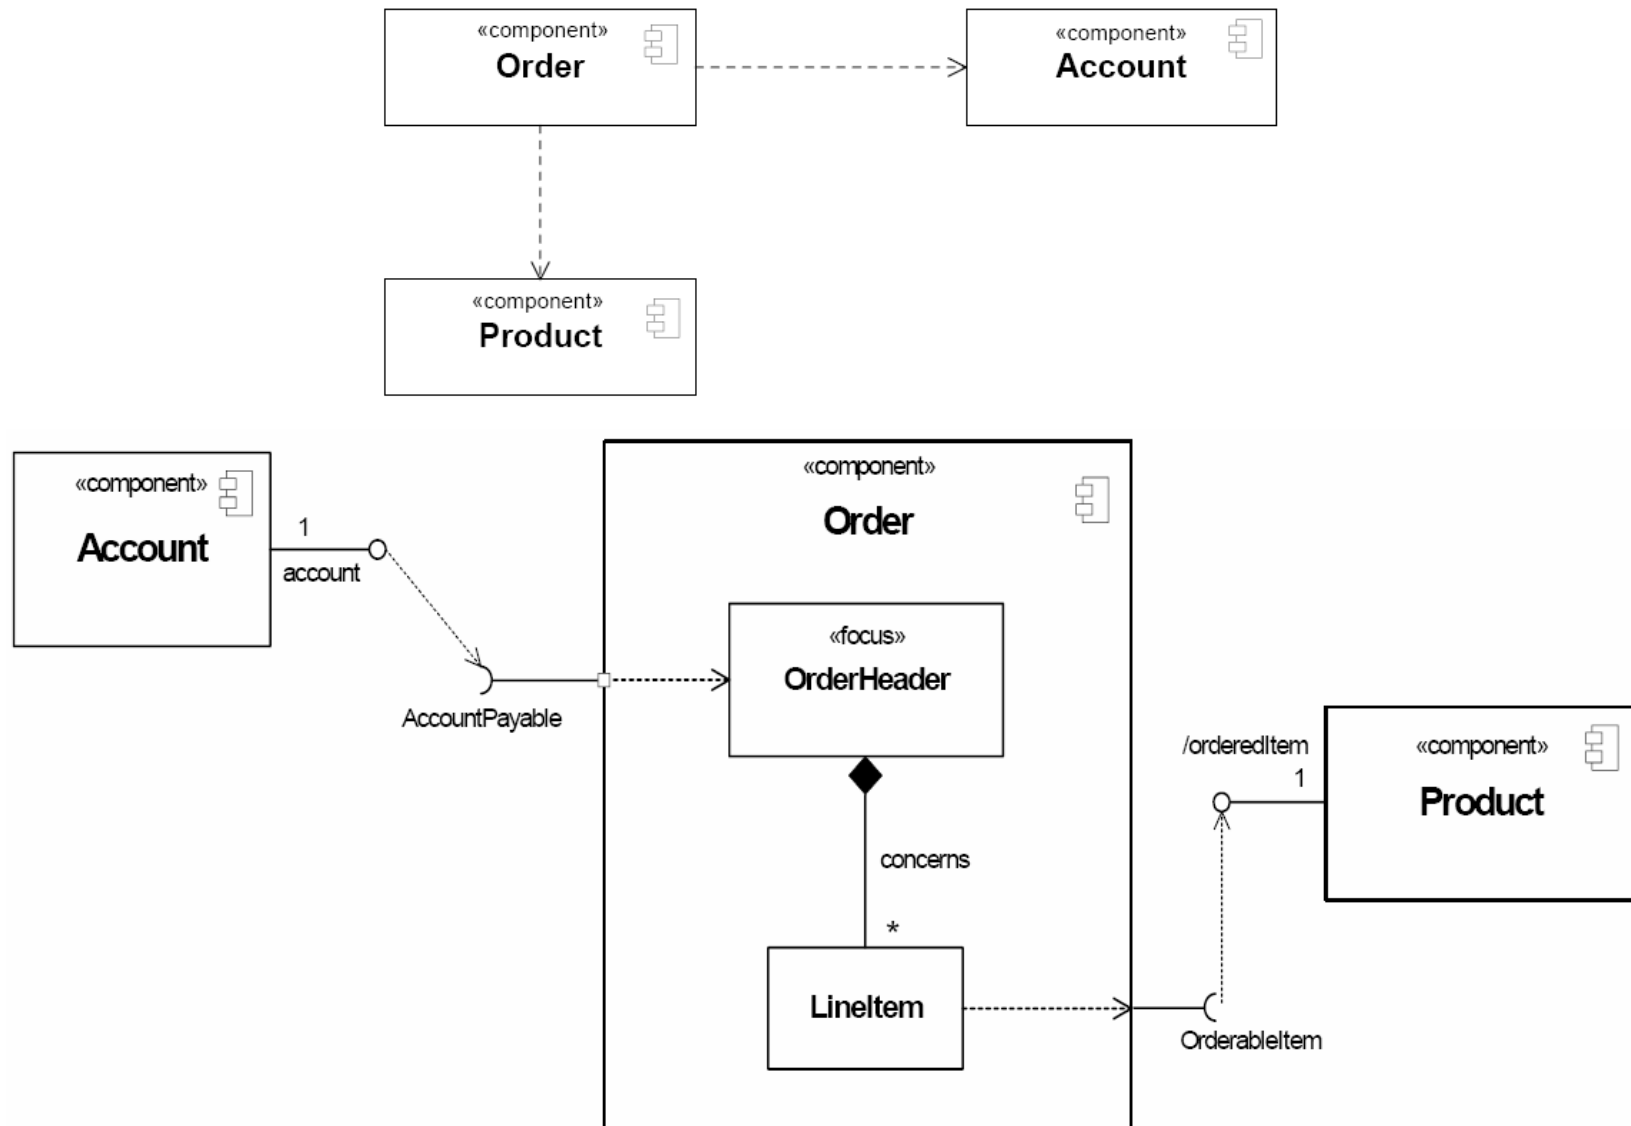 «component»
Order
«component»
Account
«component»
Product
«component»
Account
1
account
AccountPayable
«component»
Order
«focus»
OrderHeader
concerns
*
LineItem
/orderedItem
1
«component»
Product
OrderableItem